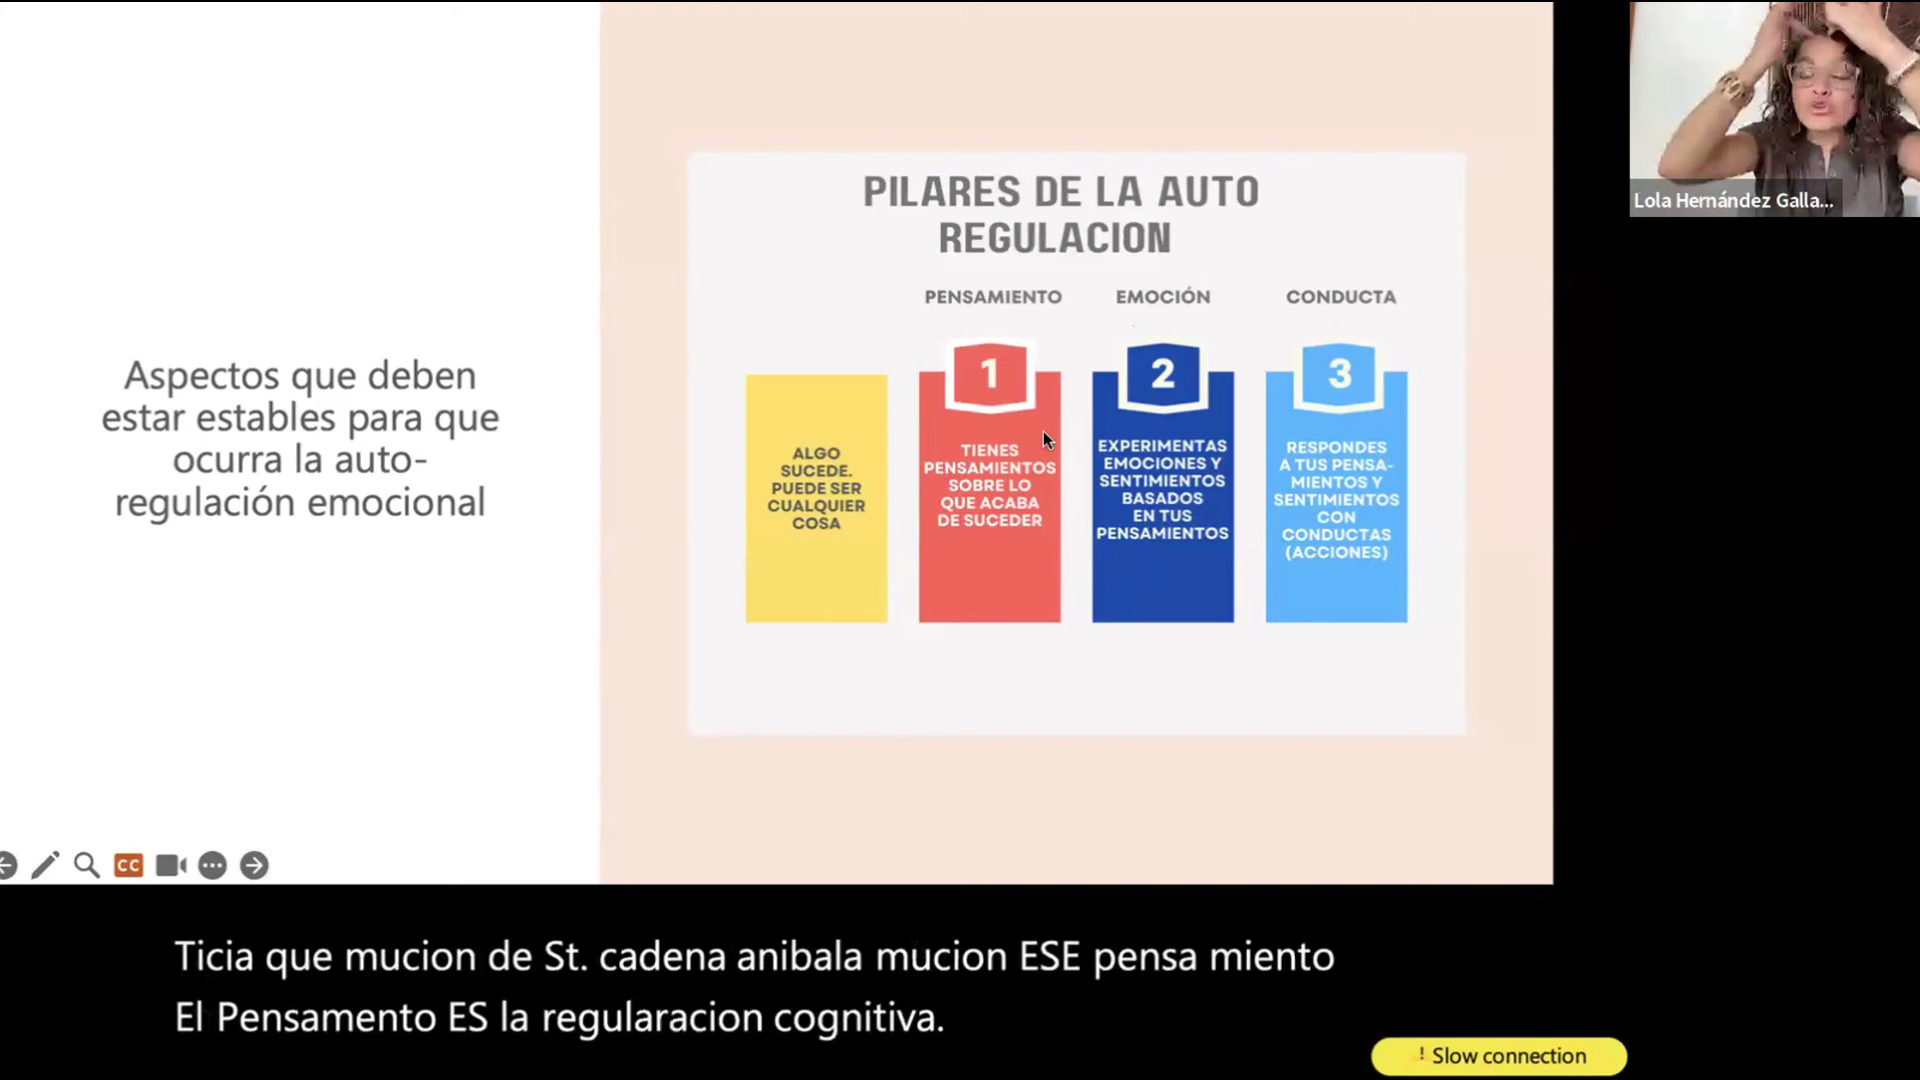 Aspectos que deben
estar estables para que
ocurra la auto-
regulación emocional
PILARES DE LA AUTO
REGULACION
PENSAMIENTO
EMOCIÓN
CONDUCTA
ALGO
SUCEDE.
PUEDE SER
CUALQUIER
COSA
1
TIENES
PENSAMIENTOS
SOBRE LO
QUE ACABA
DE SUCEDER
2
EXPERIMENTAS
EMOCIONES Y
SENTIMIENTOS
BASADOS
EN TUS
PENSAMIENTOS
3
RESPONDES
A TUS PENSA-
MIENTOS Y
SENTIMIENTOS
CON
CONDUCTAS
(ACCIONES)
Lola Hernández Galla...
CC
Ticia que mucion de St. cadena anibala mucion ESE pensa miento
El Pensamento ES la regularacion cognitiva.
! Slow connection